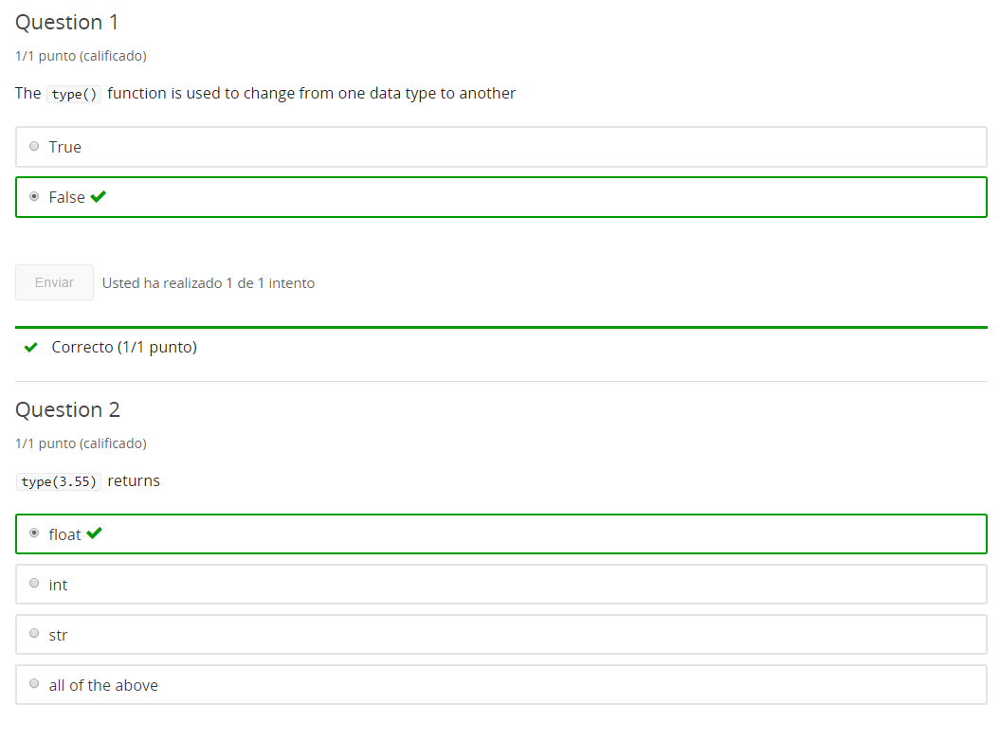 Question 1
1/1 punto (calificado)
The type() function is used to change from one data type to another
True
False
Enviar Usted ha realizado 1 de 1 intento
Correcto (1/1 punto)
Question 2
1/1 punto (calificado)
type(3.55) returns
float
int
str
all of the above